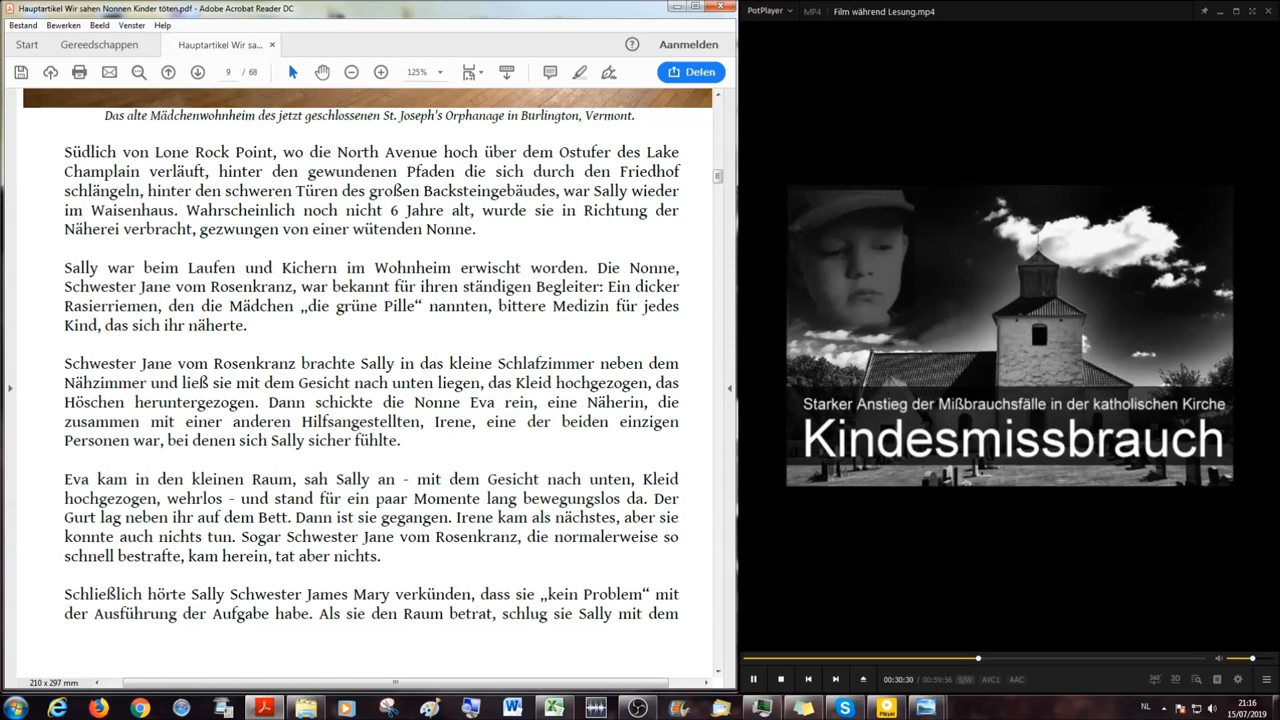 Hauptartikel Wir sahen Nonnen Kinder töten.pdf - Adobe Acrobat Reader DC
Bestand Bewerken Beeld Venster Help
Start Gereedschappen Hauptartikel Wir sa... × Aanmelden
9 / 68 125% Delen
Das alte Mädchenwohnheim des jetzt geschlossenen St. Joseph's Orphanage in Burlington, Vermont.
Südlich von Lone Rock Point, wo die North Avenue hoch über dem Ostufer des Lake
Champlain verläuft, hinter den gewundenen Pfaden die sich durch den Friedhof
schlängeln, hinter den schweren Türen des großen Backsteingebäudes, war Sally wieder
im Waisenhaus. Wahrscheinlich noch nicht 6 Jahre alt, wurde sie in Richtung der
Näherei verbracht, gezwungen von einer wütenden Nonne.
Sally war beim Laufen und Kichern im Wohnheim erwischt worden. Die Nonne,
Schwester Jane vom Rosenkranz, war bekannt für ihren ständigen Begleiter: Ein dicker
Rasierriemen, den die Mädchen „die grüne Pille“ nannten, bittere Medizin für jedes
Kind, das sich ihr näherte.
Schwester Jane vom Rosenkranz brachte Sally in das kleine Schlafzimmer neben dem
Nähzimmer und ließ sie mit dem Gesicht nach unten liegen, das Kleid hochgezogen, das
Höschen heruntergezogen. Dann schickte die Nonne Eva rein, eine Näherin, die
zusammen mit einer anderen Hilfsangestellten, Irene, eine der beiden einzigen
Personen war, bei denen sich Sally sicher fühlte.
Eva kam in den kleinen Raum, sah Sally an - mit dem Gesicht nach unten, Kleid
hochgezogen, wehrlos - und stand für ein paar Momente lang bewegungslos da. Der
Gurt lag neben ihr auf dem Bett. Dann ist sie gegangen. Irene kam als nächstes, aber sie
konnte auch nichts tun. Sogar Schwester Jane vom Rosenkranz, die normalerweise so
schnell bestrafte, kam herein, tat aber nichts.
Schließlich hörte Sally Schwester James Mary verkünden, dass sie „kein Problem“ mit
der Ausführung der Aufgabe habe. Als sie den Raum betrat, schlug sie Sally mit dem
210 x 297 mm
PotPlayer MP4 Film während Lesung.mp4
Starker Anstieg der Mißbrauchsfälle in der katholischen Kirche
Kindesmissbrauch
00:30:30 / 00:59:56 S/W AVC1 AAC
360° 3D
NL 21:16
15/07/2019